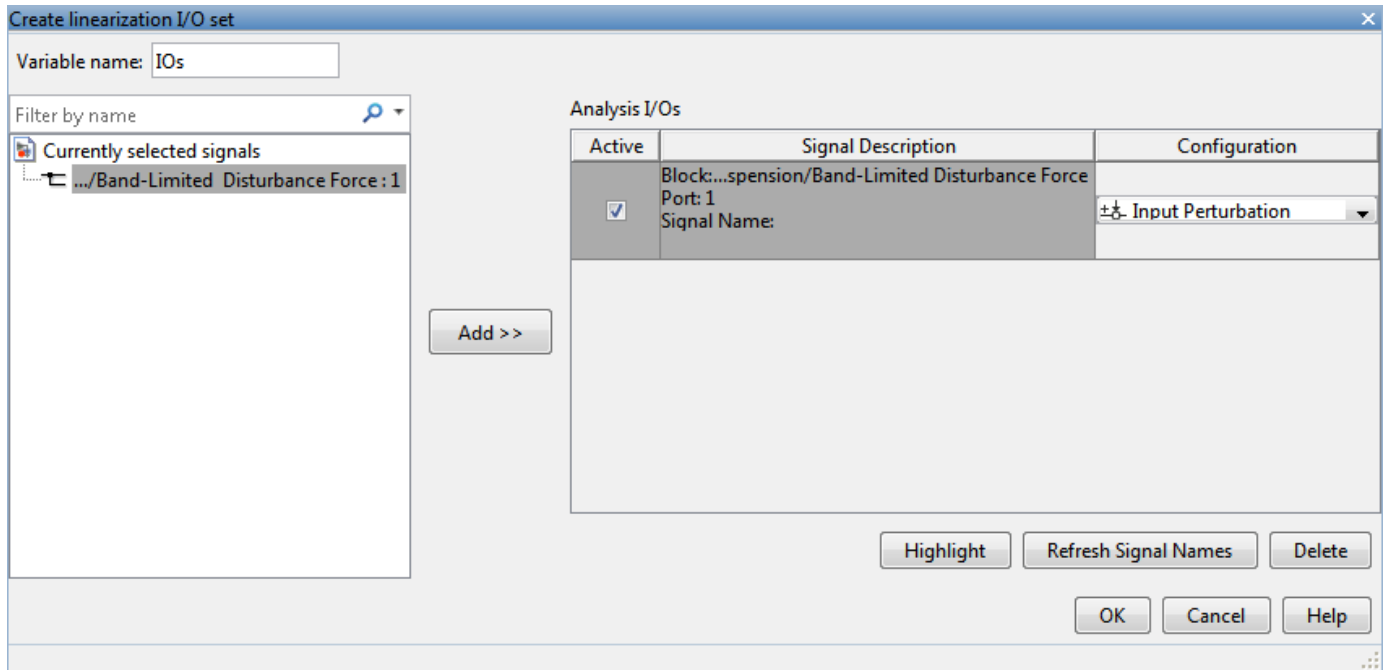 Create linearization I/O set
Variable name: IOs
Filter by name
Currently selected signals
.../Band-Limited Disturbance Force : 1
Add >>
Analysis I/Os
Active Signal Description Configuration
Block:...spension/Band-Limited Disturbance Force
Port: 1
Signal Name:
Input Perturbation
Highlight Refresh Signal Names Delete
OK Cancel Help